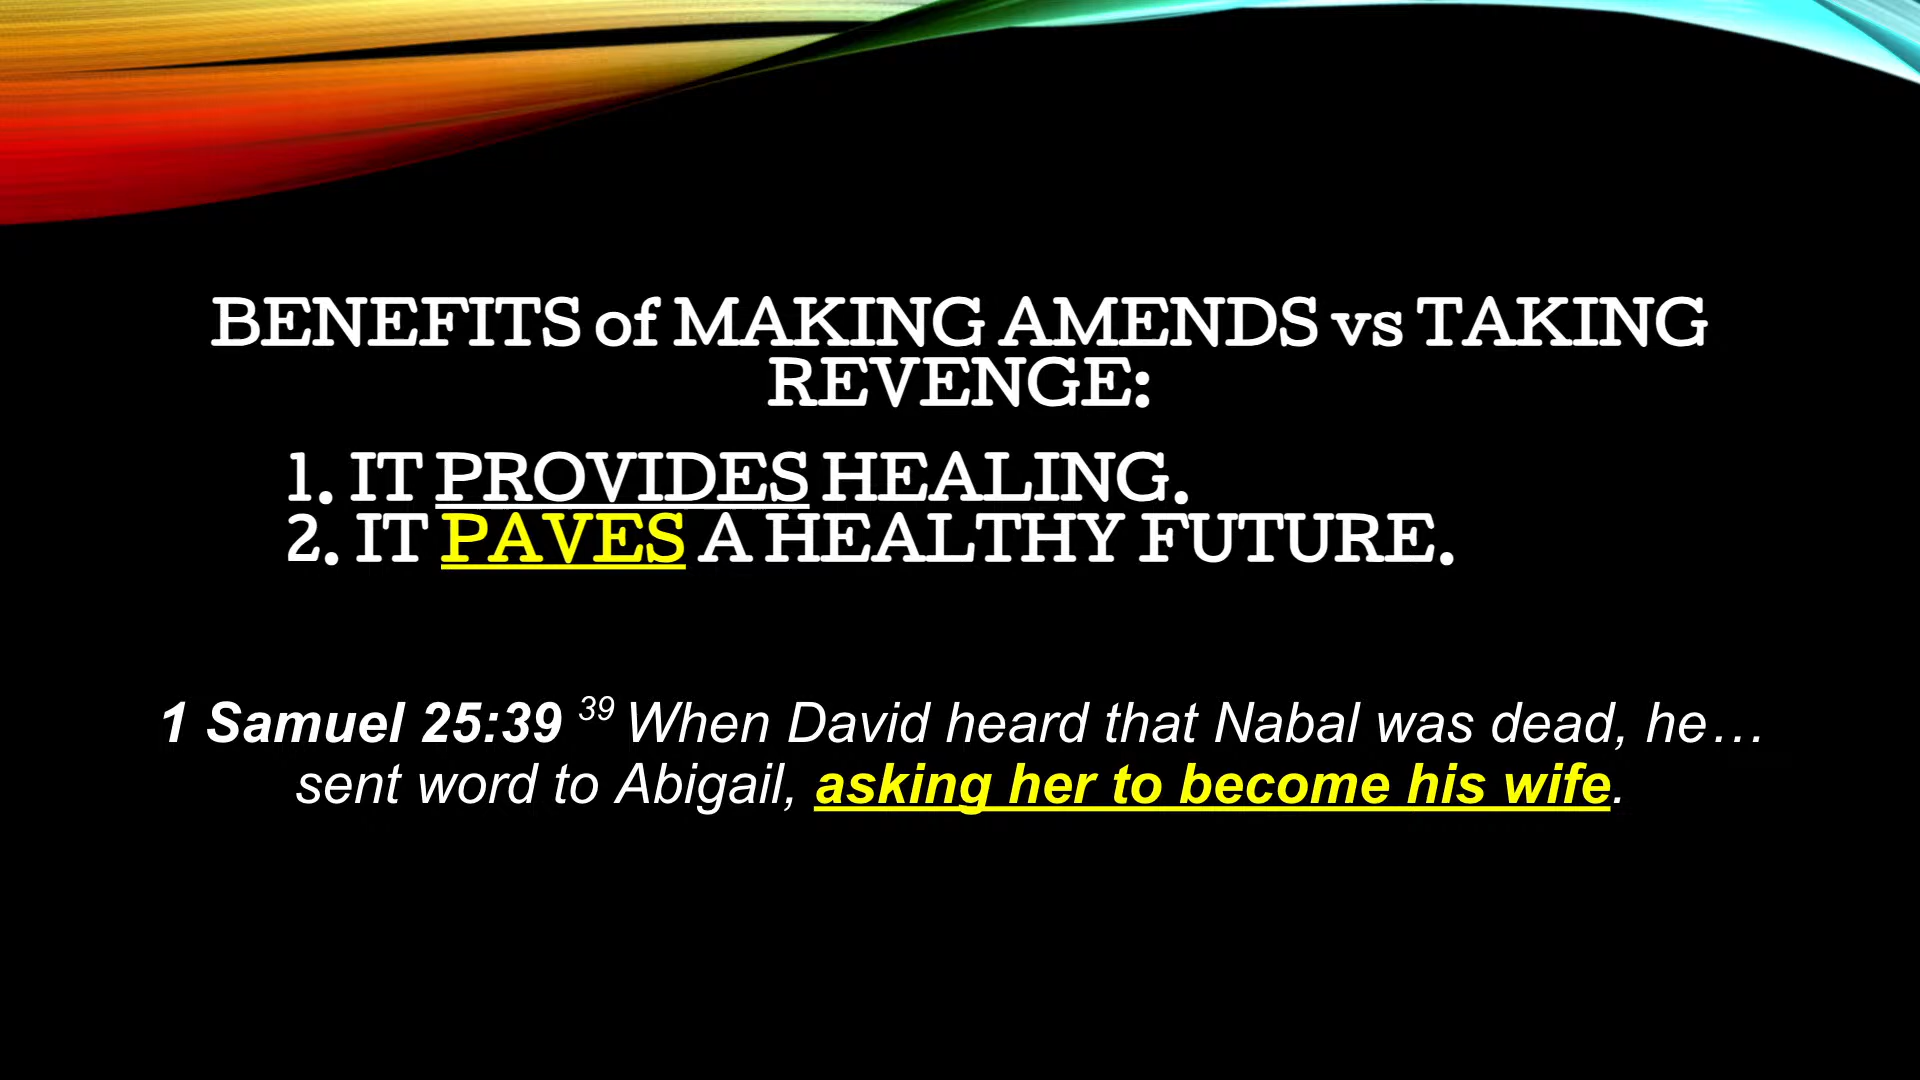 BENEFITS of MAKING AMENDS vs TAKING
REVENGE:
1. IT PROVIDES HEALING.
2. IT PAVES A HEALTHY FUTURE.
1 Samuel 25:39 39 When David heard that Nabal was dead, he…
sent word to Abigail, asking her to become his wife.